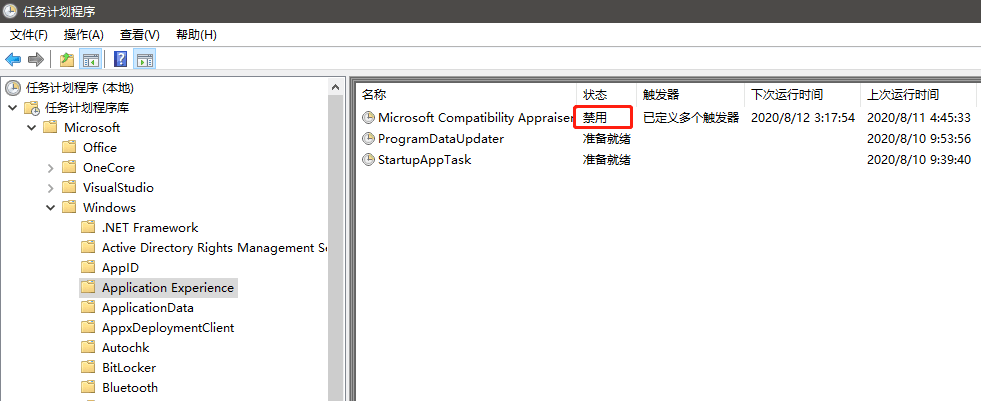 任务计划程序
文件(F) 操作(A) 查看(V) 帮助(H)
任务计划程序 (本地)
任务计划程序库
Microsoft
Office
OneCore
VisualStudio
Windows
.NET Framework
Active Directory Rights Management Se
AppID
Application Experience
ApplicationData
AppxDeploymentClient
Autochk
BitLocker
Bluetooth
名称 状态 触发器 下次运行时间 上次运行时间
Microsoft Compatibility Appraiser 禁用 已定义多个触发器 2020/8/12 3:17:54 2020/8/11 4:45:33
ProgramDataUpdater 准备就绪 2020/8/10 9:53:56
StartupAppTask 准备就绪 2020/8/10 9:39:40